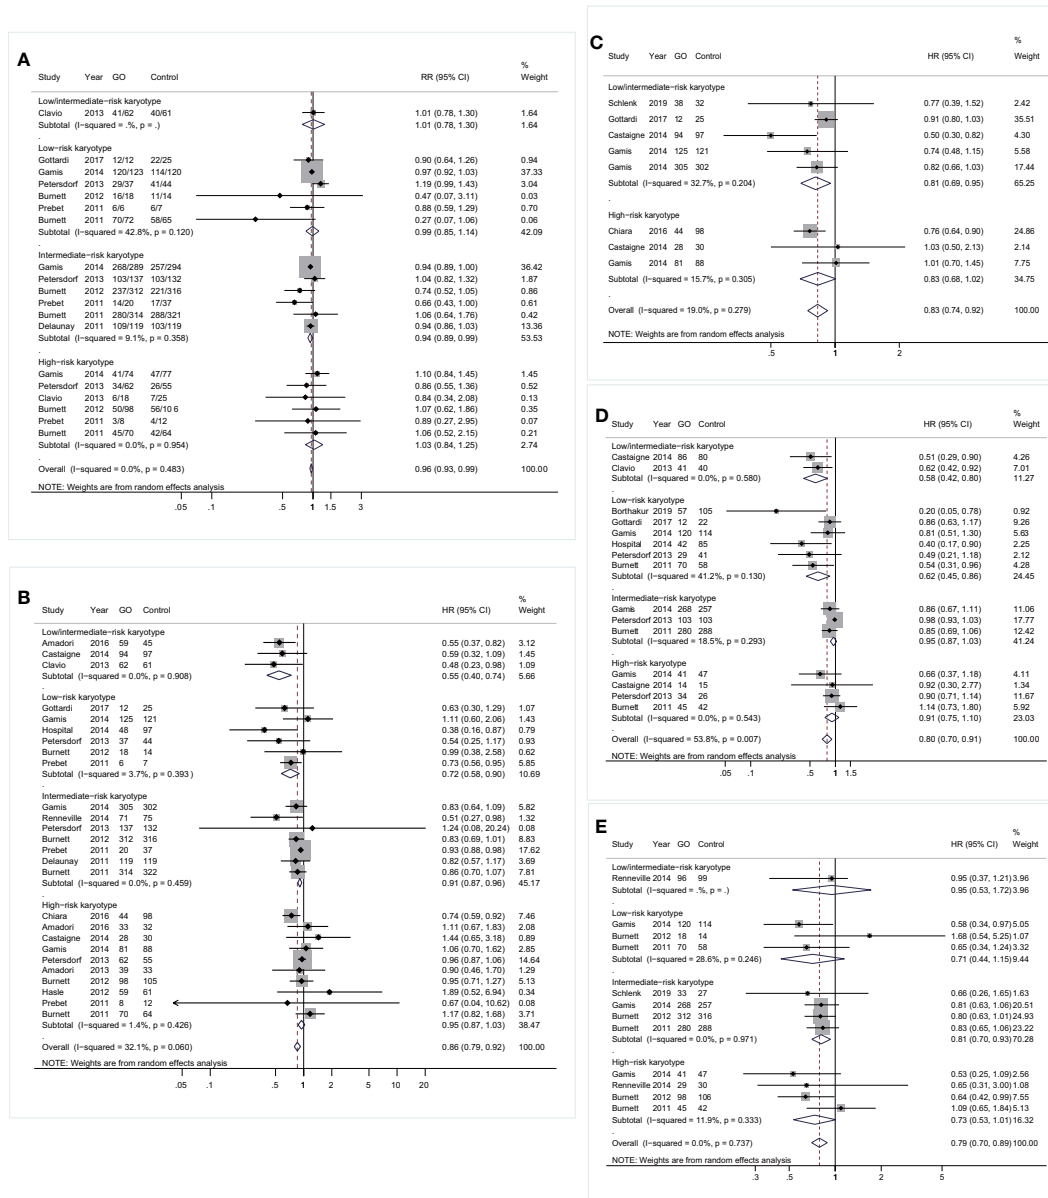 A
%
Study Year GO Control RR (95% CI) Weight
Low/intermediate−risk karyotype
Clavio 2013 41/62 40/61 1.01 (0.78, 1.30) 1.64
Subtotal (I−squared = .%, p = .) 1.01 (0.78, 1.30) 1.64
.
Low−risk karyotype
Gottardi 2017 12/12 22/25 0.90 (0.64, 1.26) 0.94
Gamis 2014 120/123 114/120 0.97 (0.92, 1.03) 37.33
Petersdorf 2013 29/37 41/44 1.19 (0.99, 1.43) 3.04
Burnett 2012 16/18 11/14 0.47 (0.07, 3.11) 0.03
Prebet 2011 6/6 6/7 0.88 (0.59, 1.29) 0.70
Burnett 2011 70/72 58/65 0.27 (0.07, 1.06) 0.06
Subtotal (I−squared = 42.8%, p = 0.120) 0.99 (0.85, 1.14) 42.09
.
Intermediate−risk karyotype
Gamis 2014 268/289 257/294 0.94 (0.89, 1.00) 36.42
Petersdorf 2013 103/137 103/132 1.04 (0.82, 1.32) 1.87
Burnett 2012 237/312 221/316 0.74 (0.52, 1.05) 0.86
Prebet 2011 14/20 17/37 0.66 (0.43, 1.00) 0.61
Burnett 2011 280/314 288/321 1.06 (0.64, 1.76) 0.42
Delaunay 2011 109/119 103/119 0.94 (0.86, 1.03) 13.36
Subtotal (I−squared = 9.1%, p = 0.358) 0.94 (0.89, 0.99) 53.53
.
High−risk karyotype
Gamis 2014 41/74 47/77 1.10 (0.84, 1.45) 1.45
Petersdorf 2013 34/62 26/55 0.86 (0.55, 1.36) 0.52
Clavio 2013 6/18 7/25 0.84 (0.34, 2.08) 0.13
Burnett 2012 50/98 56/10 6 1.07 (0.62, 1.86) 0.35
Prebet 2011 3/8 4/12 0.89 (0.27, 2.95) 0.07
Burnett 2011 45/70 42/64 1.06 (0.52, 2.15) 0.21
Subtotal (I−squared = 0.0%, p = 0.954) 1.03 (0.84, 1.25) 2.74
.
Overall (I−squared = 0.0%, p = 0.483) 0.96 (0.93, 0.99) 100.00
NOTE: Weights are from random effects analysis
.05 .1 .5 1 1.5 3
B
%
Study Year GO Control HR (95% CI) Weight
Low/intermediate−risk karyotype
Amadori 2016 59 45 0.55 (0.37, 0.82) 3.12
Castaigne 2014 94 97 0.59 (0.32, 1.09) 1.45
Clavio 2013 62 61 0.48 (0.23, 0.98) 1.09
Subtotal (I−squared = 0.0%, p = 0.908) 0.55 (0.40, 0.74) 5.66
.
Low−risk karyotype
Gottardi 2017 12 25 0.63 (0.30, 1.29) 1.07
Gamis 2014 125 121 1.11 (0.60, 2.06) 1.43
Hospital 2014 48 97 0.38 (0.16, 0.87) 0.79
Petersdorf 2013 37 44 0.54 (0.25, 1.17) 0.93
Burnett 2012 18 14 0.99 (0.38, 2.58) 0.62
Prebet 2011 6 7 0.73 (0.56, 0.95) 5.85
Subtotal (I−squared = 3.7%, p = 0.393 ) 0.72 (0.58, 0.90) 10.69
.
Intermediate−risk karyotype
Gamis 2014 305 302 0.83 (0.64, 1.09) 5.82
Renneville 2014 71 75 0.51 (0.27, 0.98) 1.32
Petersdorf 2013 137 132 1.24 (0.08, 20.24) 0.08
Burnett 2012 312 316 0.83 (0.69, 1.01) 8.83
Prebet 2011 20 37 0.93 (0.88, 0.98) 17.62
Delaunay 2011 119 119 0.82 (0.57, 1.17) 3.69
Burnett 2011 314 322 0.86 (0.70, 1.07) 7.81
Subtotal (I−squared = 0.0%, p = 0.459) 0.91 (0.87, 0.96) 45.17
.
High−risk karyotype
Chiara 2016 44 98 0.74 (0.59, 0.92) 7.46
Amadori 2016 33 32 1.11 (0.67, 1.83) 2.08
Castaigne 2014 28 30 1.44 (0.65, 3.18) 0.89
Gamis 2014 81 88 1.06 (0.70, 1.62) 2.85
Petersdorf 2013 62 55 0.96 (0.87, 1.06) 14.64
Amadori 2013 39 33 0.90 (0.46, 1.70) 1.29
Burnett 2012 98 105 0.95 (0.71, 1.27) 5.13
Hasle 2012 59 61 1.89 (0.52, 6.94) 0.34
Prebet 2011 8 12 0.67 (0.04, 10.62) 0.08
Burnett 2011 70 64 1.17 (0.82, 1.68) 3.71
Subtotal (I−squared = 1.4%, p = 0.426) 0.95 (0.87, 1.03) 38.47
.
Overall (I−squared = 32.1%, p = 0.060) 0.86 (0.79, 0.92) 100.00
NOTE: Weights are from random effects analysis
.05 .1 .5 1 2 5 10 20
C
%
Study Year GO Control HR (95% CI) Weight
Low/intermediate−risk karyotype
Schlenk 2019 38 32 0.77 (0.39, 1.52) 2.42
Gottardi 2017 12 25 0.91 (0.80, 1.03) 35.51
Castaigne 2014 94 97 0.50 (0.30, 0.82) 4.30
Gamis 2014 125 121 0.74 (0.48, 1.15) 5.58
Gamis 2014 305 302 0.82 (0.66, 1.03) 17.44
Subtotal (I−squared = 32.7%, p = 0.204) 0.81 (0.69, 0.95) 65.25
.
High−risk karyotype
Chiara 2016 44 98 0.76 (0.64, 0.90) 24.86
Castaigne 2014 28 30 1.03 (0.50, 2.13) 2.14
Gamis 2014 81 88 1.01 (0.70, 1.45) 7.75
Subtotal (I−squared = 15.7%, p = 0.305) 0.83 (0.68, 1.02) 34.75
.
Overall (I−squared = 19.0%, p = 0.279) 0.83 (0.74, 0.92) 100.00
NOTE: Weights are from random effects analysis
.5 1 2
D
%
Study Year GO Control HR (95% CI) Weight
Low/intermediate−risk karyotype
Castaigne 2014 86 80 0.51 (0.29, 0.90) 4.26
Clavio 2013 41 40 0.62 (0.42, 0.92) 7.01
Subtotal (I−squared = 0.0%, p = 0.580) 0.58 (0.42, 0.80) 11.27
.
Low−risk karyotype
Borthakur 2019 57 105 0.20 (0.05, 0.78) 0.92
Gottardi 2017 12 22 0.86 (0.63, 1.17) 9.26
Gamis 2014 120 114 0.81 (0.51, 1.30) 5.63
Hospital 2014 42 85 0.40 (0.17, 0.90) 2.25
Petersdorf 2013 29 41 0.49 (0.21, 1.18) 2.12
Burnett 2011 70 58 0.54 (0.31, 0.96) 4.28
Subtotal (I−squared = 41.2%, p = 0.130) 0.62 (0.45, 0.86) 24.45
.
Intermediate−risk karyotype
Gamis 2014 268 257 0.86 (0.67, 1.11) 11.06
Petersdorf 2013 103 103 0.98 (0.93, 1.03) 17.77
Burnett 2011 280 288 0.85 (0.69, 1.06) 12.42
Subtotal (I−squared = 18.5%, p = 0.293) 0.95 (0.87, 1.03) 41.24
.
High−risk karyotype
Gamis 2014 41 47 0.66 (0.37, 1.18) 4.11
Castaigne 2014 14 15 0.92 (0.30, 2.77) 1.34
Petersdorf 2013 34 26 0.90 (0.71, 1.14) 11.67
Burnett 2011 45 42 1.14 (0.73, 1.80) 5.92
Subtotal (I−squared = 0.0%, p = 0.543) 0.91 (0.75, 1.10) 23.03
.
Overall (I−squared = 53.8%, p = 0.007) 0.80 (0.70, 0.91) 100.00
NOTE: Weights are from random effects analysis
.05 .1 .5 1 1.5
E
%
Study Year GO Control HR (95% CI) Weight
Low/intermediate−risk karyotype
Renneville 2014 96 99 0.95 (0.37, 1.21) 3.96
Subtotal (I−squared = .%, p = .) 0.95 (0.53, 1.72) 3.96
.
Low−risk karyotype
Gamis 2014 120 114 0.58 (0.34, 0.97) 5.05
Burnett 2012 18 14 1.68 (0.54, 5.25) 1.07
Burnett 2011 70 58 0.65 (0.34, 1.24) 3.32
Subtotal (I−squared = 28.6%, p = 0.246) 0.71 (0.44, 1.15) 9.44
.
Intermediate−risk karyotype
Schlenk 2019 33 27 0.66 (0.26, 1.65) 1.63
Gamis 2014 268 257 0.81 (0.63, 1.06) 20.51
Burnett 2012 312 316 0.80 (0.63, 1.01) 24.93
Burnett 2011 280 288 0.83 (0.65, 1.06) 23.22
Subtotal (I−squared = 0.0%, p = 0.971) 0.81 (0.70, 0.93) 70.28
.
High−risk karyotype
Gamis 2014 41 47 0.53 (0.25, 1.09) 2.56
Renneville 2014 29 30 0.65 (0.31, 3.00) 1.08
Burnett 2012 98 106 0.64 (0.42, 0.99) 7.55
Burnett 2011 45 42 1.09 (0.65, 1.84) 5.13
Subtotal (I−squared = 11.9%, p = 0.333) 0.73 (0.53, 1.01) 16.32
.
Overall (I−squared = 0.0%, p = 0.737) 0.79 (0.70, 0.89) 100.00
NOTE: Weights are from random effects analysis
.3 .5 1 2 5